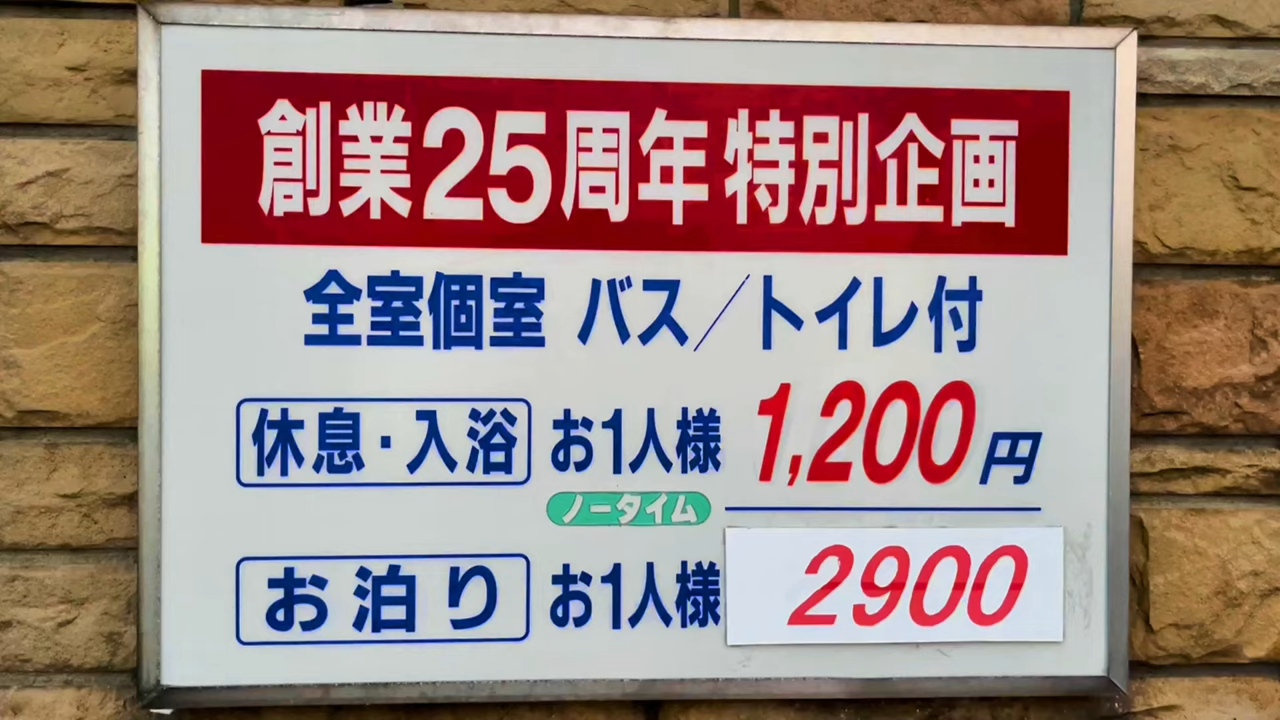 創業25周年特別企画
全室個室 バス／トイレ付
休息・入浴 お1人様 1,200円
ノータイム
お泊り お1人様 2900